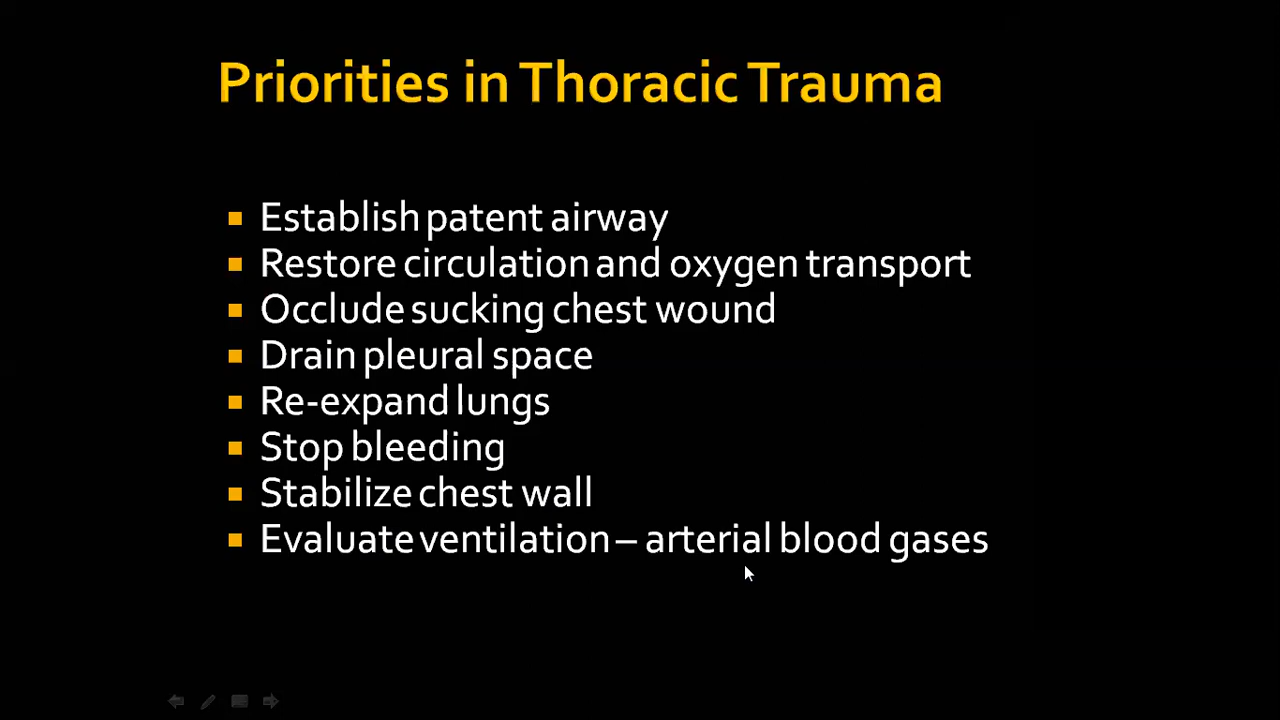 Priorities in Thoracic Trauma
Establish patent airway
Restore circulation and oxygen transport
Occlude sucking chest wound
Drain pleural space
Re-expand lungs
Stop bleeding
Stabilize chest wall
Evaluate ventilation – arterial blood gases